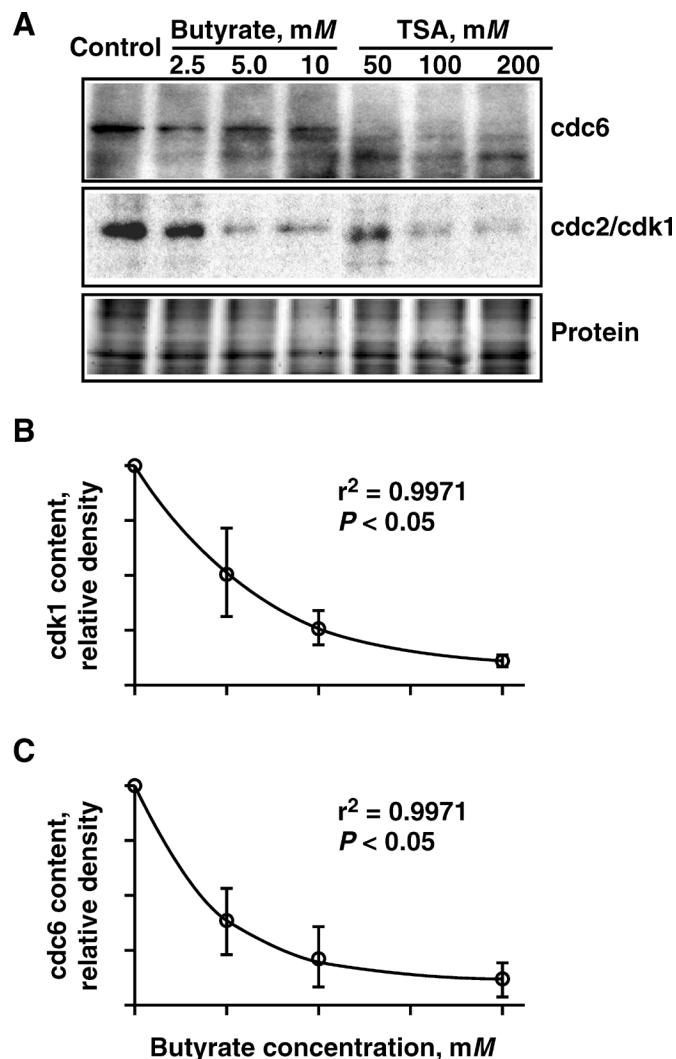 A
Control
Butyrate, mM
TSA, mM
2.5 5.0 10 50 100 200
cdc6
cdc2/cdk1
Protein
B
cdk1 content,
relative density
r² = 0.9971
P < 0.05
C
cdc6 content,
relative density
r² = 0.9971
P < 0.05
Butyrate concentration, mM